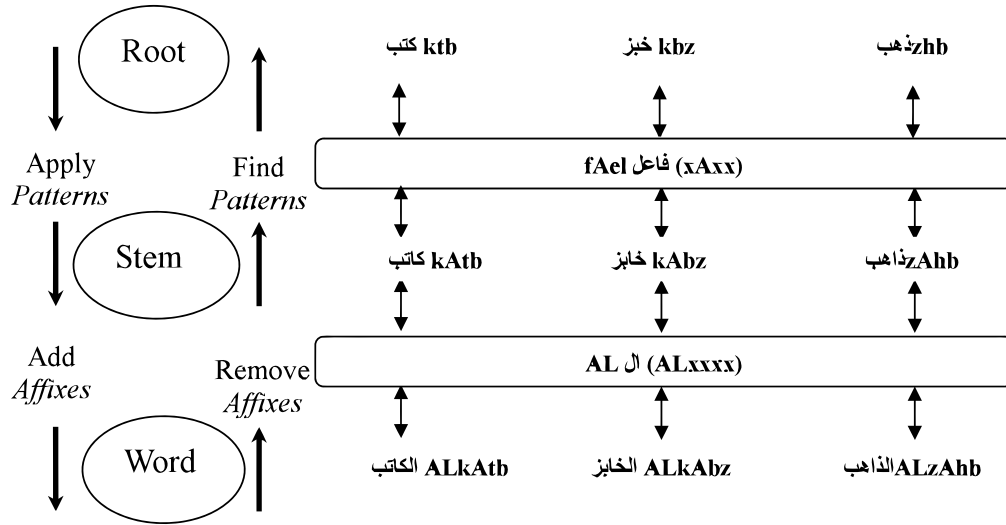 Root
كتب ktb
خبز kbz
ذهب zhb
Apply
Patterns
Find
Patterns
fAel فاعل (xAxx)
Stem
كاتب kAtb
خابز kAbz
ذاهب zAhb
Add
Affixes
Remove
Affixes
AL ال (ALxxxx)
Word
الكاتب ALkAtb
الخابز ALkAbz
الذاهب ALzAhb